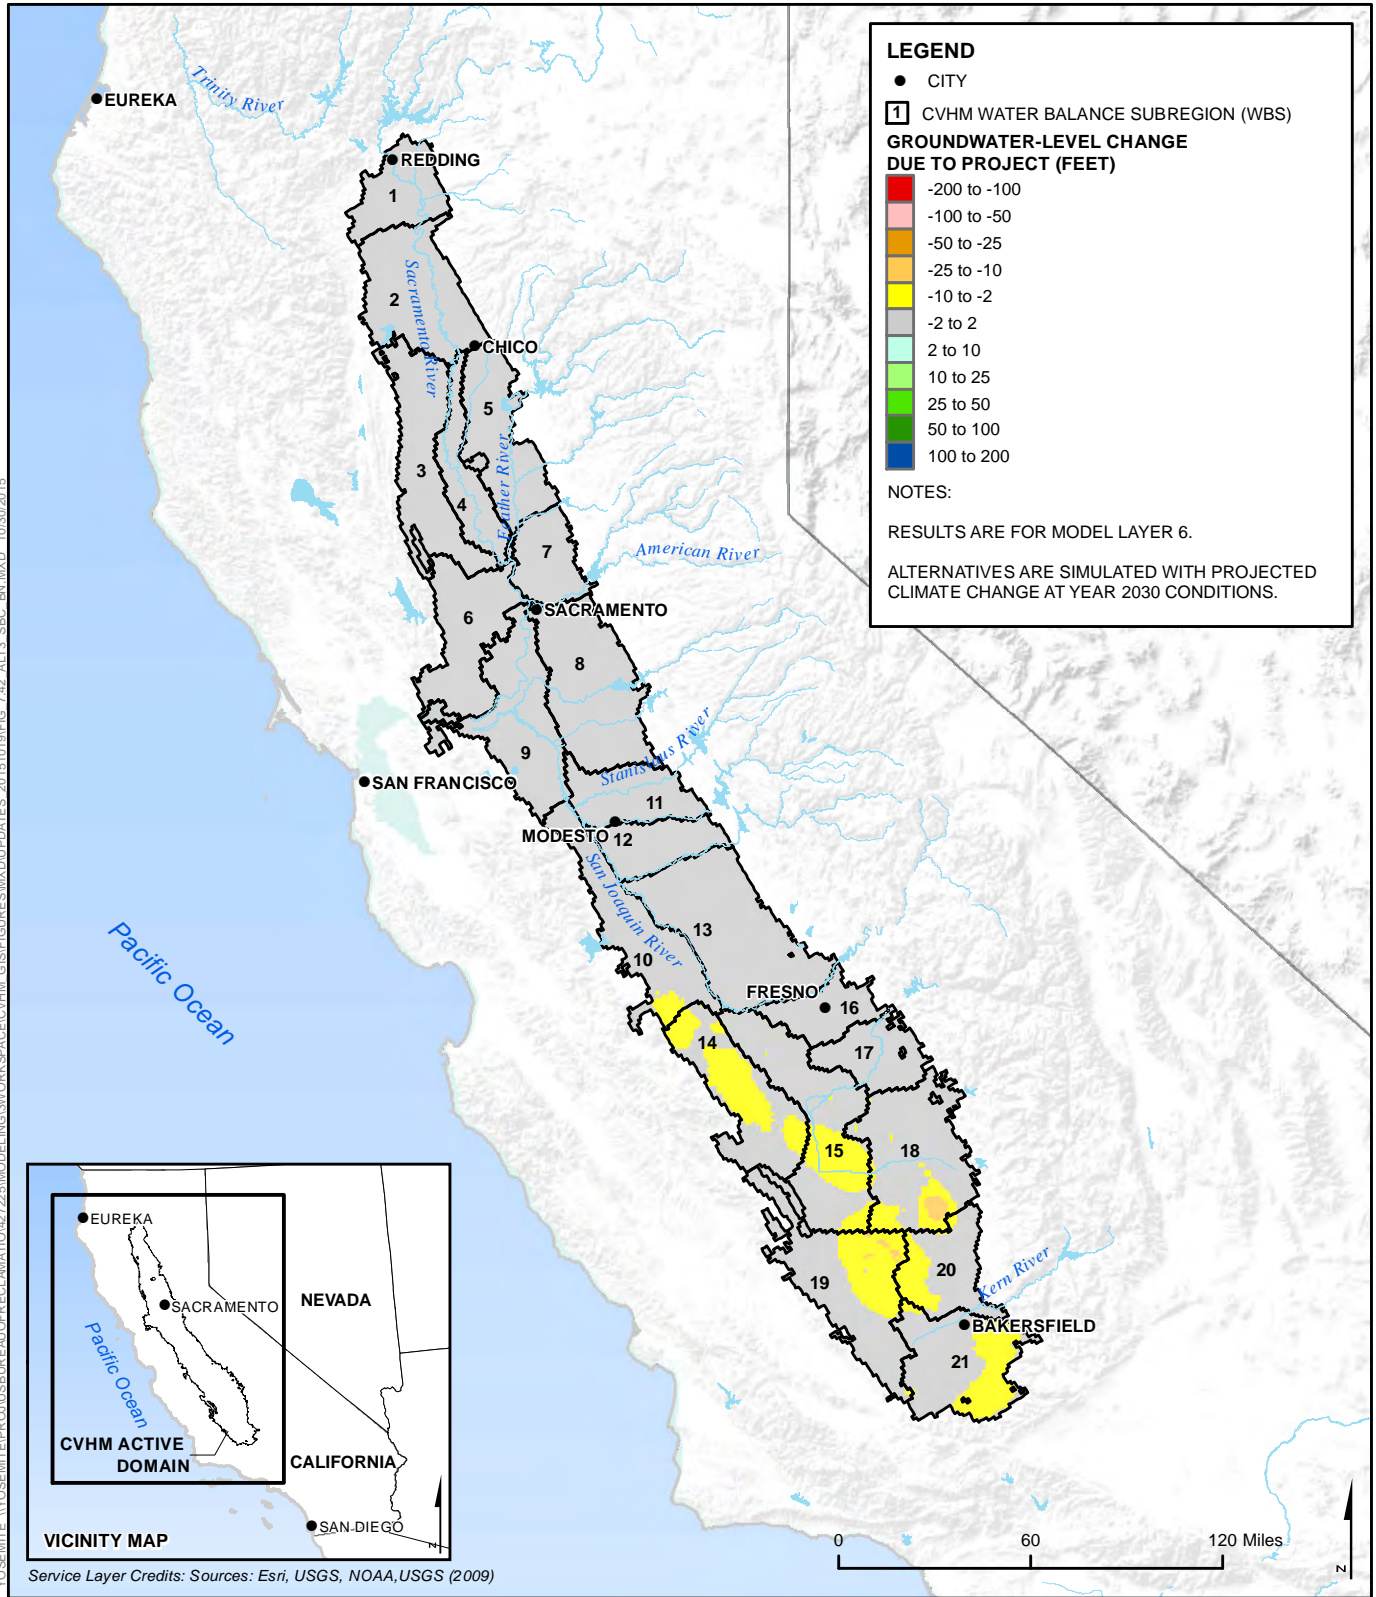 LEGEND
CITY
1 CVHM WATER BALANCE SUBREGION (WBS)
GROUNDWATER-LEVEL CHANGE
DUE TO PROJECT (FEET)
-200 to -100
-100 to -50
-50 to -25
-25 to -10
-10 to -2
-2 to 2
2 to 10
10 to 25
25 to 50
50 to 100
100 to 200
NOTES:
RESULTS ARE FOR MODEL LAYER 6.
ALTERNATIVES ARE SIMULATED WITH PROJECTED
CLIMATE CHANGE AT YEAR 2030 CONDITIONS.
Trinity River
EUREKA
REDDING
1
2
Sacramento River
CHICO
5
3
4
Feather River
7
American River
SACRAMENTO
6
8
9
Stanislaus River
SAN FRANCISCO
11
MODESTO
12
San Joaquin River
13
10
Pacific Ocean
FRESNO
16
14
17
15
18
19
20
Kern River
BAKERSFIELD
21
EUREKA
SACRAMENTO
NEVADA
Pacific Ocean
CVHM ACTIVE
DOMAIN
CALIFORNIA
SAN DIEGO
VICINITY MAP
N
0 60 120 Miles
N
Service Layer Credits: Sources: Esri, USGS, NOAA,USGS (2009)